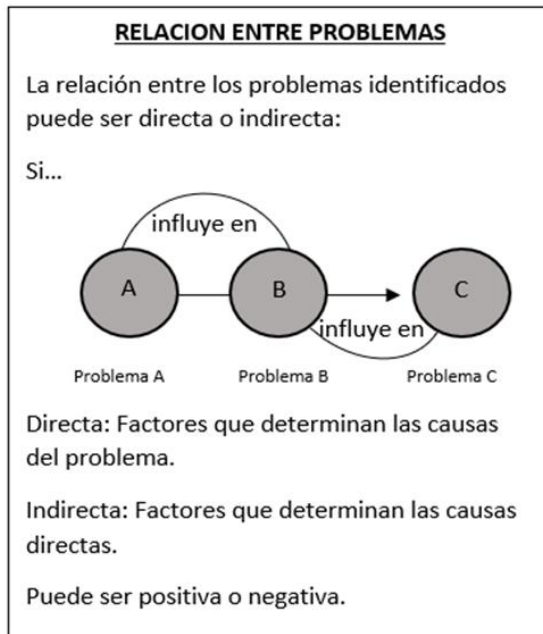 RELACION ENTRE PROBLEMAS
La relación entre los problemas identificados
puede ser directa o indirecta:
Si...
influye en
A
B
C
influye en
Problema A
Problema B
Problema C
Directa: Factores que determinan las causas
del problema.
Indirecta: Factores que determinan las causas
directas.
Puede ser positiva o negativa.